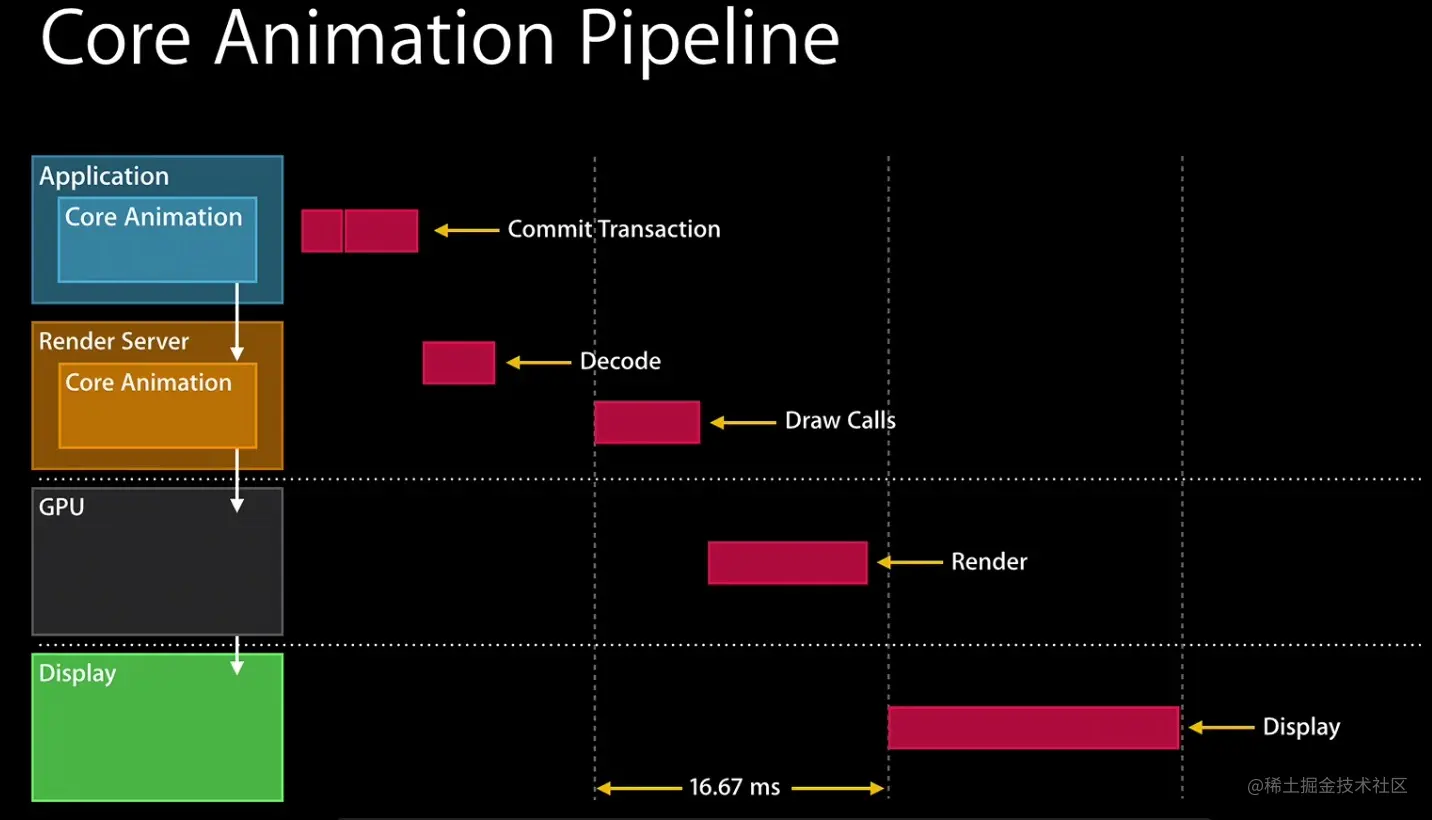 Core Animation Pipeline
Application
Core Animation
Commit Transaction
Render Server
Decode
Core Animation
Draw Calls
GPU
Render
Display
Display
16.67 ms
@稀土掘金技术社区